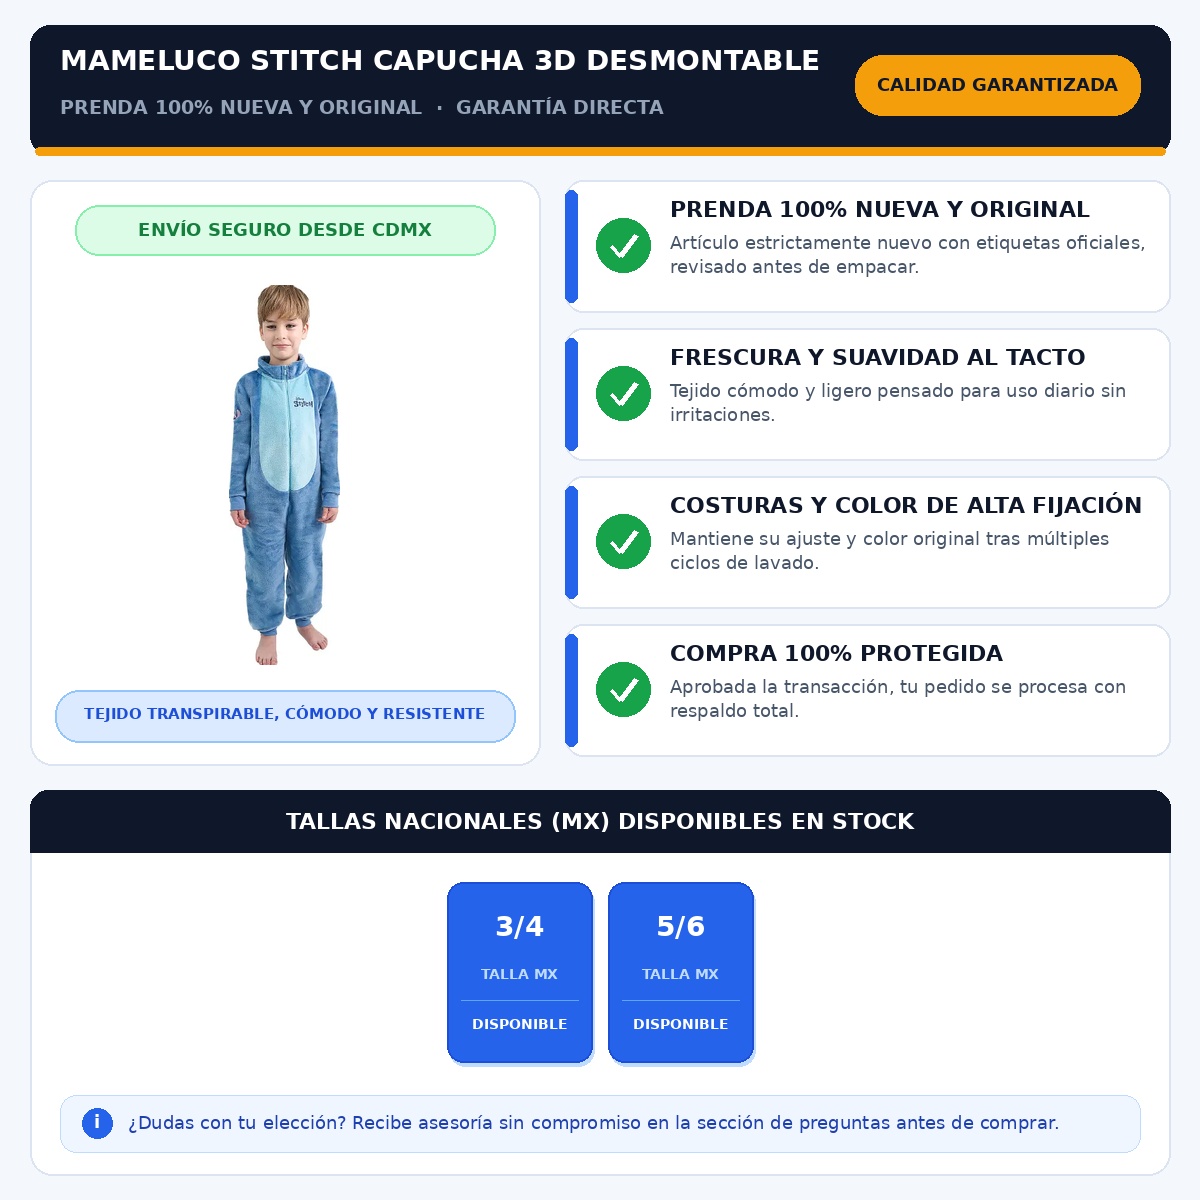 MAMELUCO STITCH CAPUCHA 3D DESMONTABLE
PRENDA 100% NUEVA Y ORIGINAL · GARANTÍA DIRECTA
CALIDAD GARANTIZADA
ENVÍO SEGURO DESDE CDMX
Stitch
TEJIDO TRANSPIRABLE, CÓMODO Y RESISTENTE
PRENDA 100% NUEVA Y ORIGINAL
Artículo estrictamente nuevo con etiquetas oficiales,
revisado antes de empacar.
FRESCURA Y SUAVIDAD AL TACTO
Tejido cómodo y ligero pensado para uso diario sin
irritaciones.
COSTURAS Y COLOR DE ALTA FIJACIÓN
Mantiene su ajuste y color original tras múltiples
ciclos de lavado.
COMPRA 100% PROTEGIDA
Aprobada la transacción, tu pedido se procesa con
respaldo total.
TALLAS NACIONALES (MX) DISPONIBLES EN STOCK
3/4
TALLA MX
DISPONIBLE
5/6
TALLA MX
DISPONIBLE
i
¿Dudas con tu elección? Recibe asesoría sin compromiso en la sección de preguntas antes de comprar.